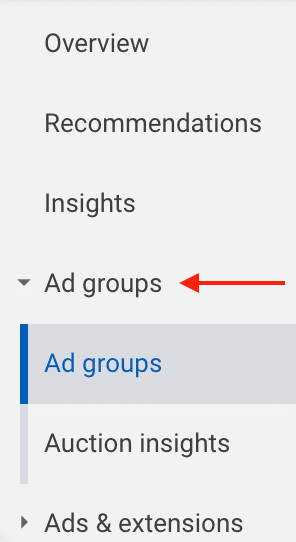 Overview
Recommendations
Insights
Ad groups
Ad groups
Auction insights
Ads & extensions